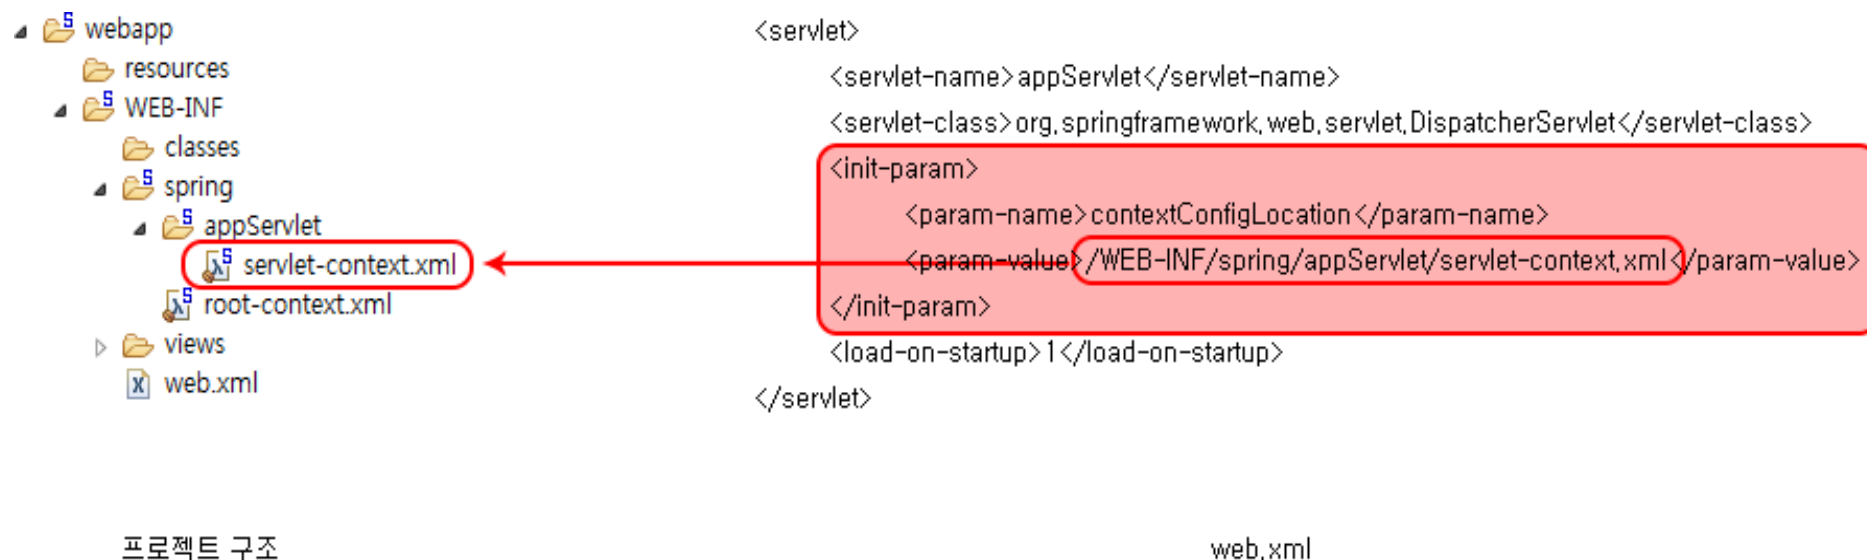 webapp
resources
WEB-INF
classes
spring
appServlet
servlet-context.xml
root-context.xml
views
web.xml
프로젝트 구조
<servlet>
<servlet-name>appServlet</servlet-name>
<servlet-class>org.springframework.web.servlet.DispatcherServlet</servlet-class>
<init-param>
<param-name>contextConfigLocation</param-name>
<param-value>/WEB-INF/spring/appServlet/servlet-context.xml</param-value>
</init-param>
<load-on-startup>1</load-on-startup>
</servlet>
web.xml